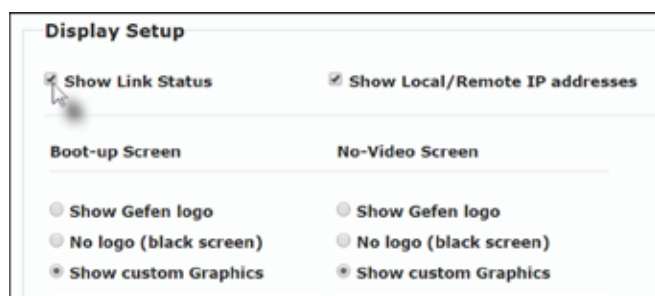 Display Setup
Show Link Status Show Local/Remote IP addresses
Boot-up Screen No-Video Screen
Show Gefen logo Show Gefen logo
No logo (black screen) No logo (black screen)
Show custom Graphics Show custom Graphics